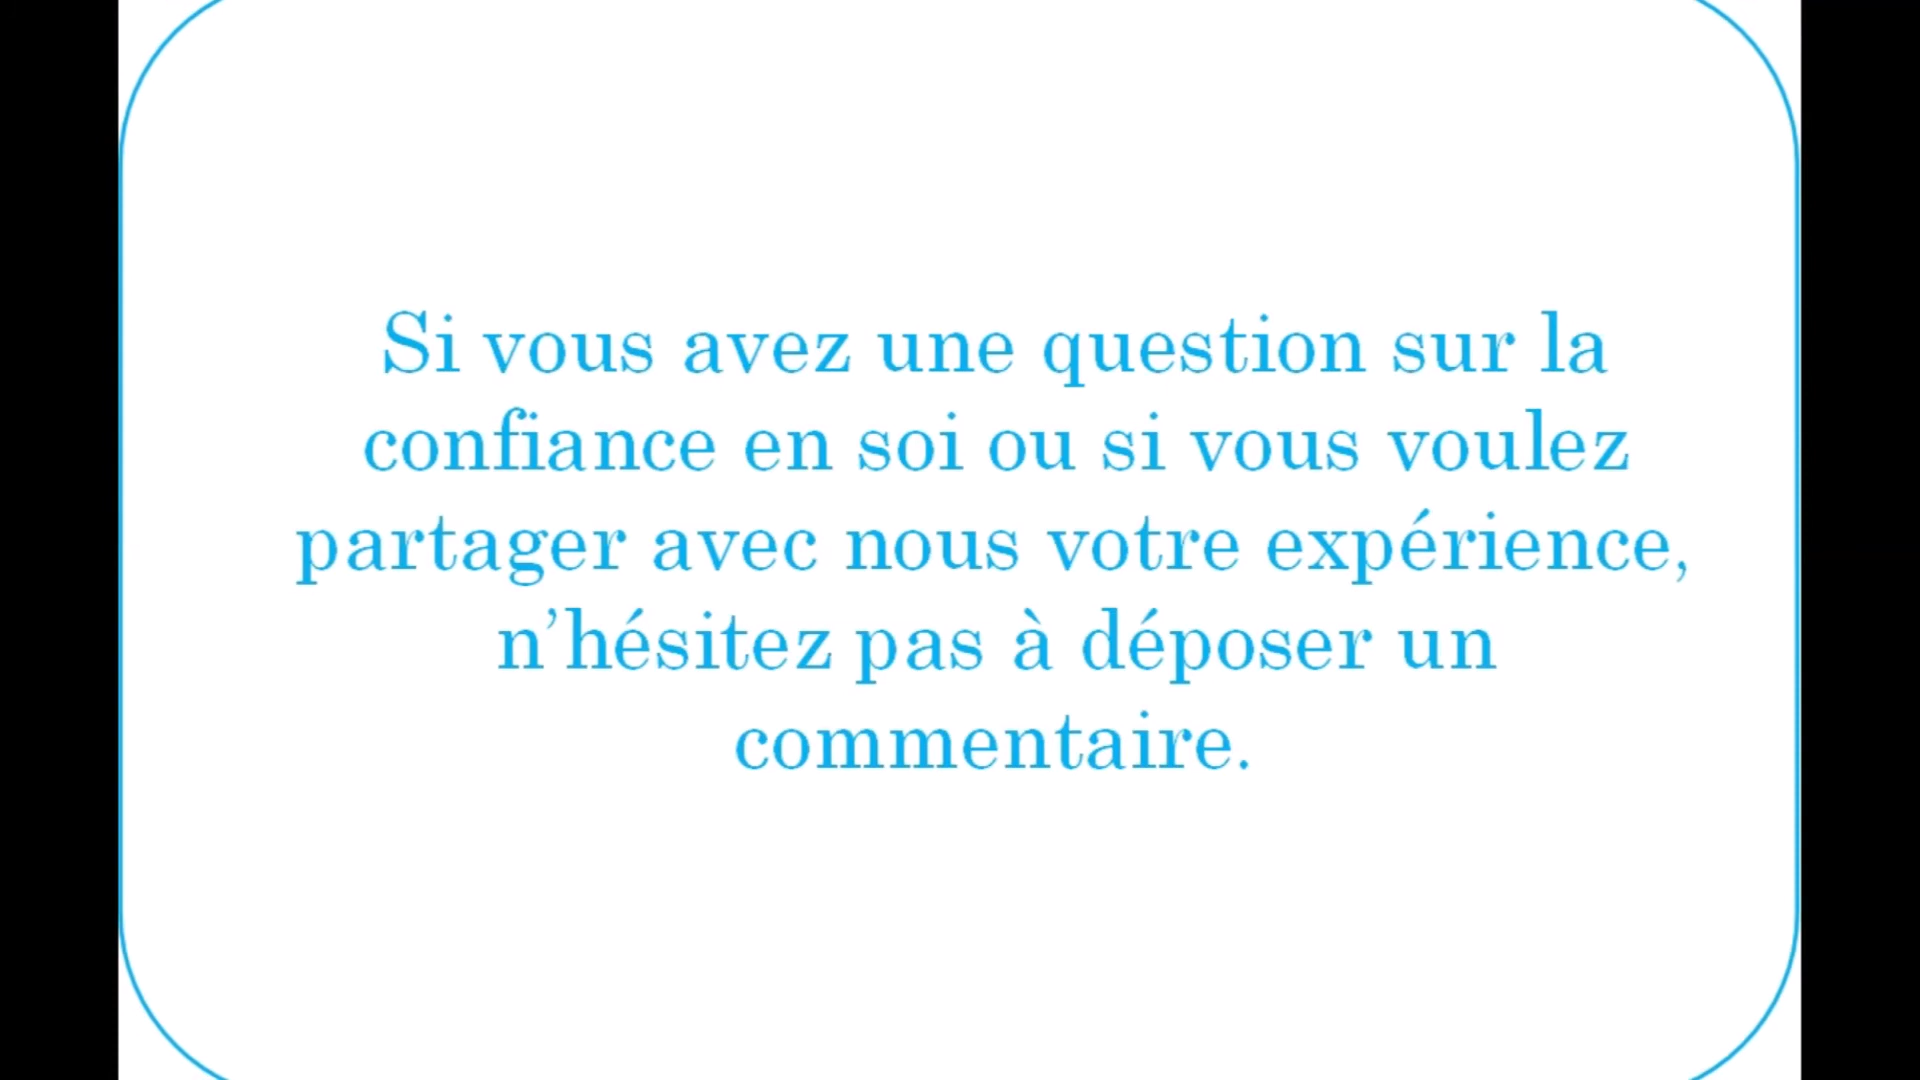 Si vous avez une question sur la
confiance en soi ou si vous voulez
partager avec nous votre expérience,
n’hésitez pas à déposer un
commentaire.